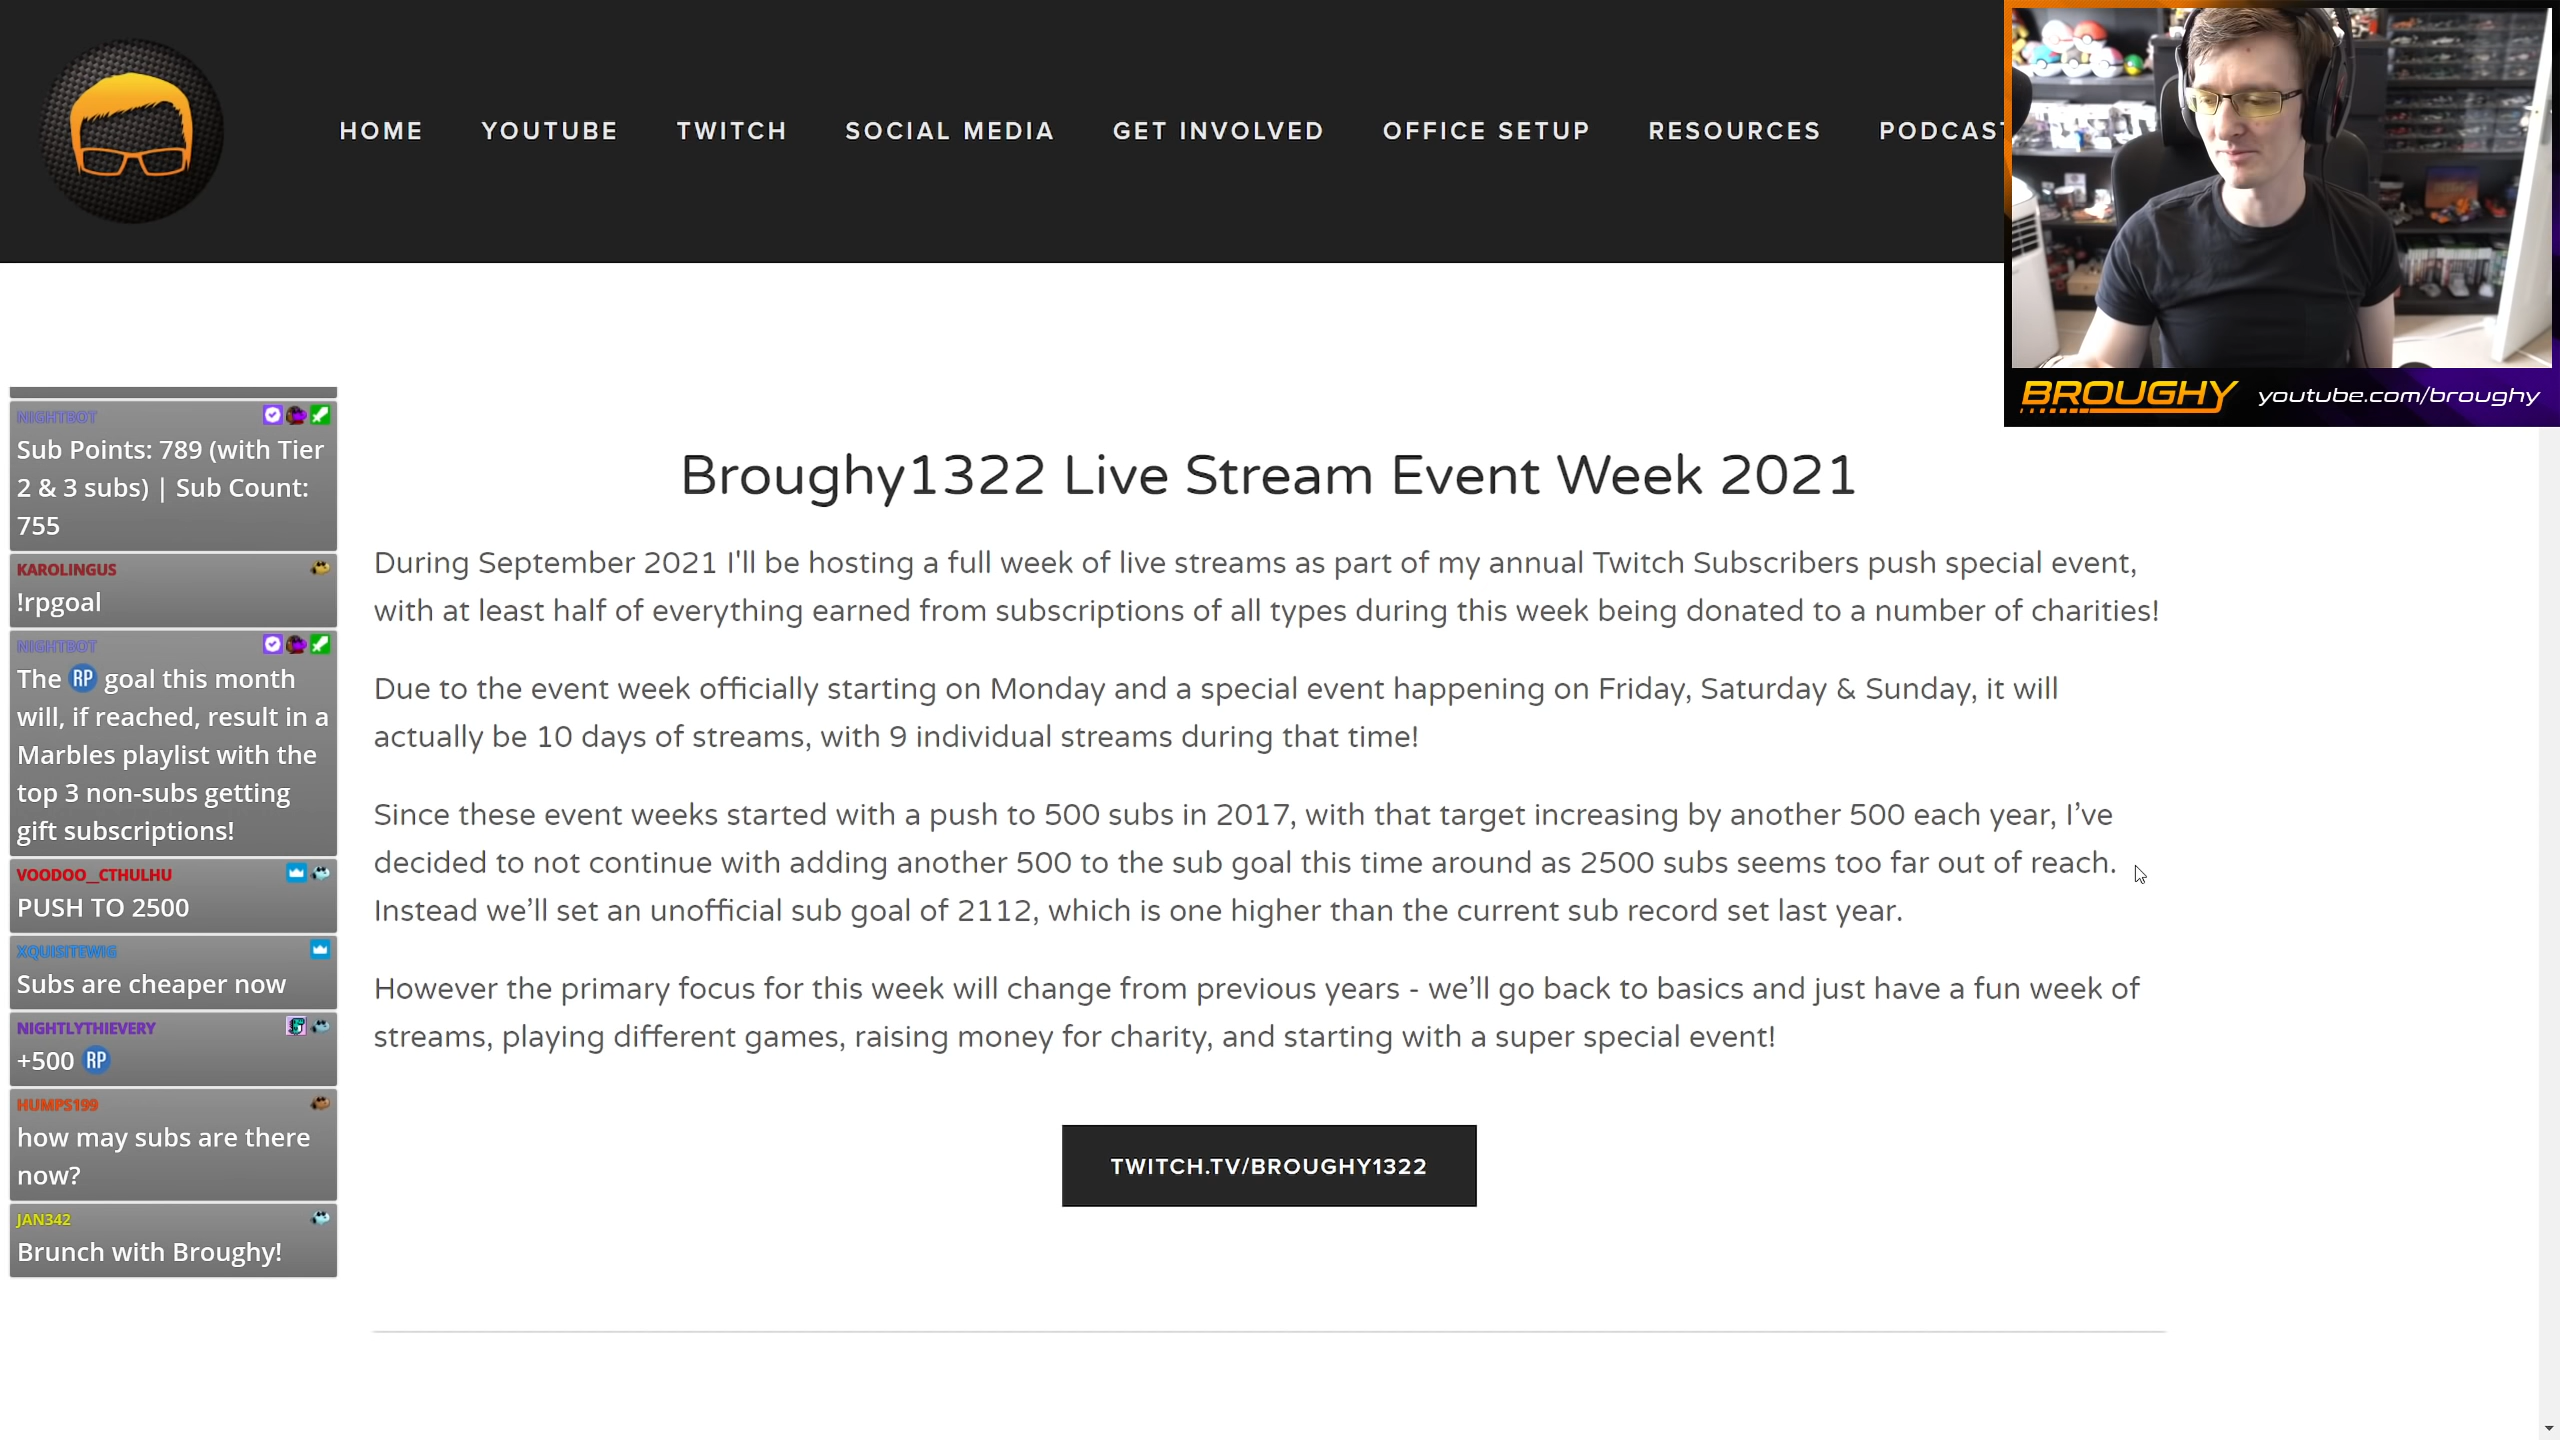 HOME YOUTUBE TWITCH SOCIAL MEDIA GET INVOLVED OFFICE SETUP RESOURCES PODCAST
BROUGHY youtube.com/broughy
NIGHTBOT
Sub Points: 789 (with Tier
2 & 3 subs) | Sub Count:
755
KAROLINGUS
!rpgoal
NIGHTBOT
The RP goal this month
will, if reached, result in a
Marbles playlist with the
top 3 non-subs getting
gift subscriptions!
VOODOO__CTHULHU
PUSH TO 2500
XQUISITEWIG
Subs are cheaper now
NIGHTLYTHIEVERY
+500 RP
HUMPS199
how may subs are there
now?
JAN342
Brunch with Broughy!
Broughy1322 Live Stream Event Week 2021
During September 2021 I'll be hosting a full week of live streams as part of my annual Twitch Subscribers push special event,
with at least half of everything earned from subscriptions of all types during this week being donated to a number of charities!
Due to the event week officially starting on Monday and a special event happening on Friday, Saturday & Sunday, it will
actually be 10 days of streams, with 9 individual streams during that time!
Since these event weeks started with a push to 500 subs in 2017, with that target increasing by another 500 each year, I’ve
decided to not continue with adding another 500 to the sub goal this time around as 2500 subs seems too far out of reach.
Instead we’ll set an unofficial sub goal of 2112, which is one higher than the current sub record set last year.
However the primary focus for this week will change from previous years - we’ll go back to basics and just have a fun week of
streams, playing different games, raising money for charity, and starting with a super special event!
TWITCH.TV/BROUGHY1322